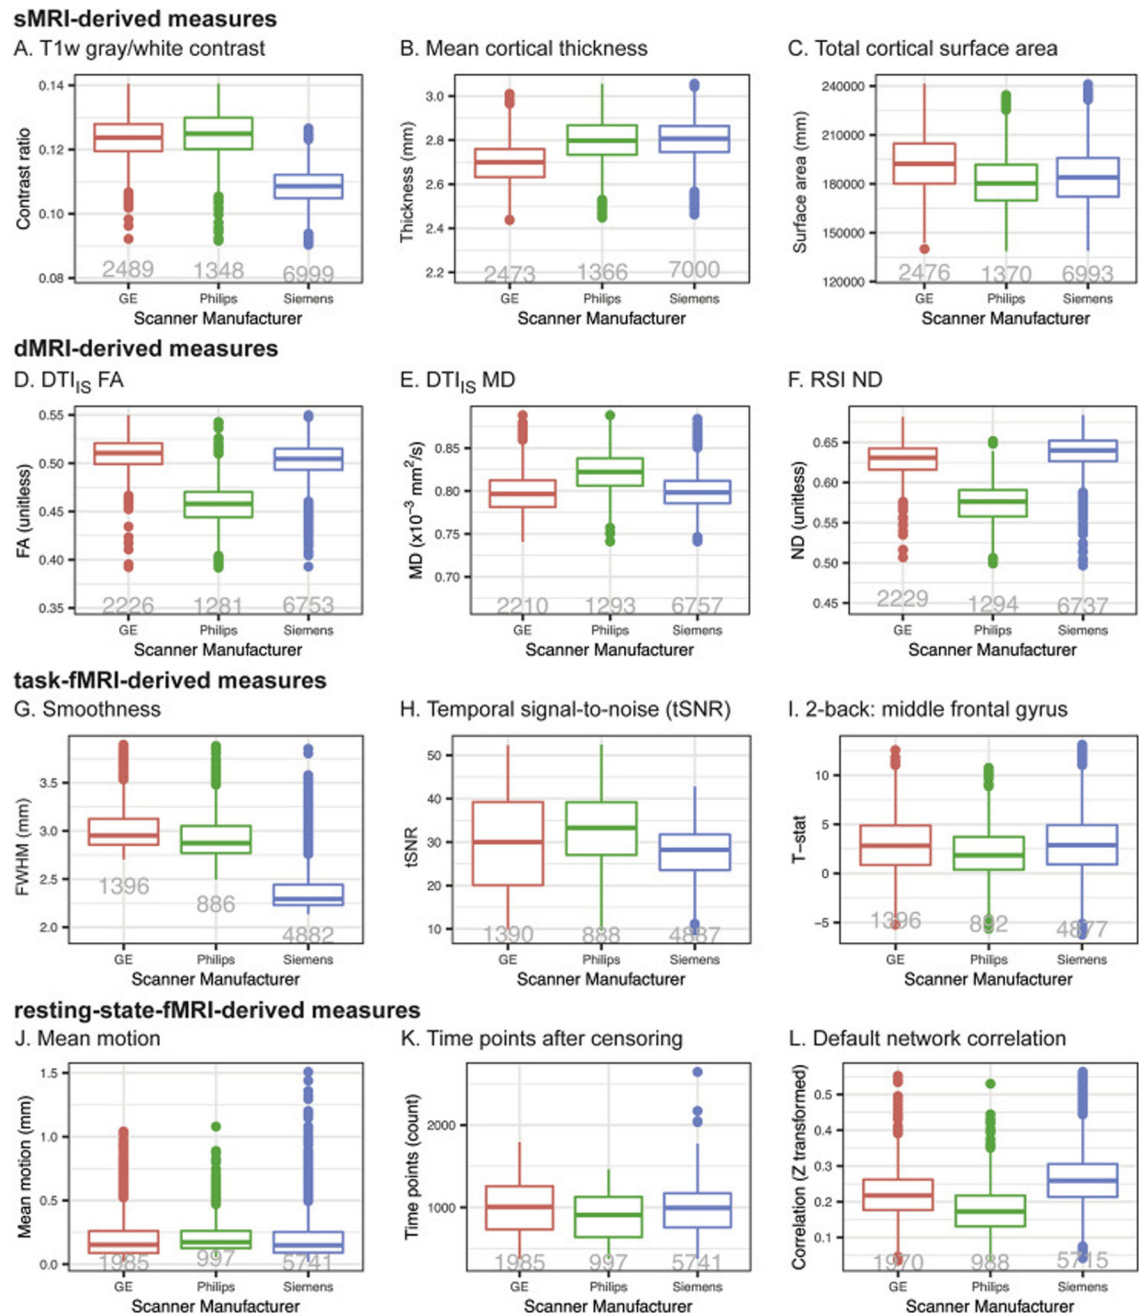 sMRI-derived measures
A. T1w gray/white contrast
B. Mean cortical thickness
C. Total cortical surface area
Contrast ratio
0.14
0.12
0.10
0.08
2489
1348
6999
GE
Philips
Siemens
Scanner Manufacturer
Thickness (mm)
3.0
2.8
2.6
2.4
2.2
2473
1366
7000
GE
Philips
Siemens
Scanner Manufacturer
Surface area (mm)
240000
210000
180000
150000
120000
2476
1370
6993
GE
Philips
Siemens
Scanner Manufacturer
dMRI-derived measures
D. DTIIS FA
E. DTIIS MD
F. RSI ND
FA (unitless)
0.55
0.50
0.45
0.40
0.35
2226
1281
6753
GE
Philips
Siemens
Scanner Manufacturer
MD (x10−3 mm2/s)
0.85
0.80
0.75
0.70
2210
1293
6757
GE
Philips
Siemens
Scanner Manufacturer
ND (unitless)
0.65
0.60
0.55
0.50
0.45
2229
1294
6737
GE
Philips
Siemens
Scanner Manufacturer
task-fMRI-derived measures
G. Smoothness
H. Temporal signal-to-noise (tSNR)
I. 2-back: middle frontal gyrus
FWHM (mm)
3.5
3.0
2.5
2.0
1396
886
4882
GE
Philips
Siemens
Scanner Manufacturer
tSNR
50
40
30
20
10
1390
888
4887
GE
Philips
Siemens
Scanner Manufacturer
T−stat
10
5
0
−5
1396
882
4877
GE
Philips
Siemens
Scanner Manufacturer
resting-state-fMRI-derived measures
J. Mean motion
K. Time points after censoring
L. Default network correlation
Mean motion (mm)
1.5
1.0
0.5
0.0
1985
997
5741
GE
Philips
Siemens
Scanner Manufacturer
Time points (count)
2000
1000
1985
997
5741
GE
Philips
Siemens
Scanner Manufacturer
Correlation (Z transformed)
0.5
0.4
0.3
0.2
0.1
1970
988
5715
GE
Philips
Siemens
Scanner Manufacturer